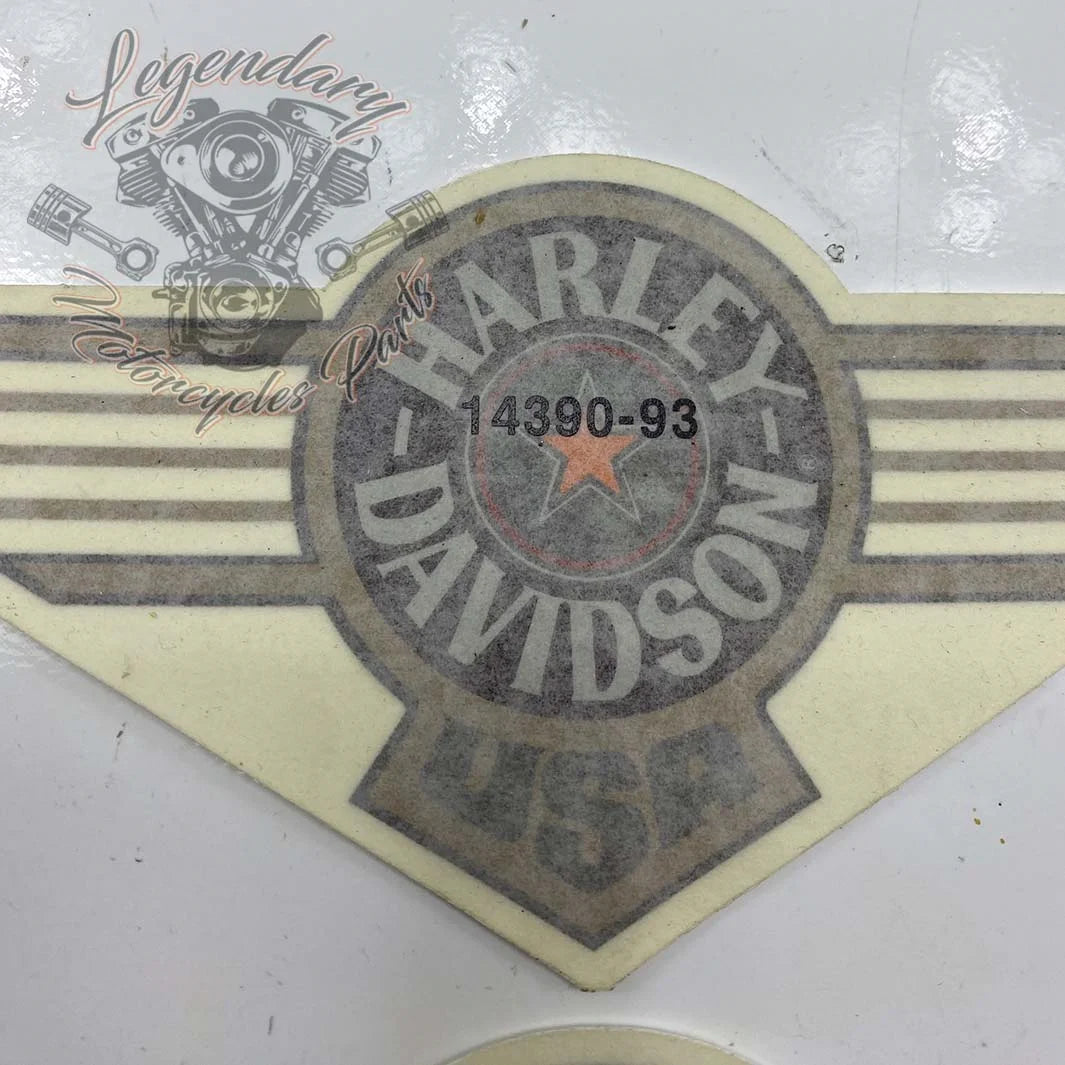 Legendary
Motorcycles Parts
HARLEY
14390-93
DAVIDSON
®
USA